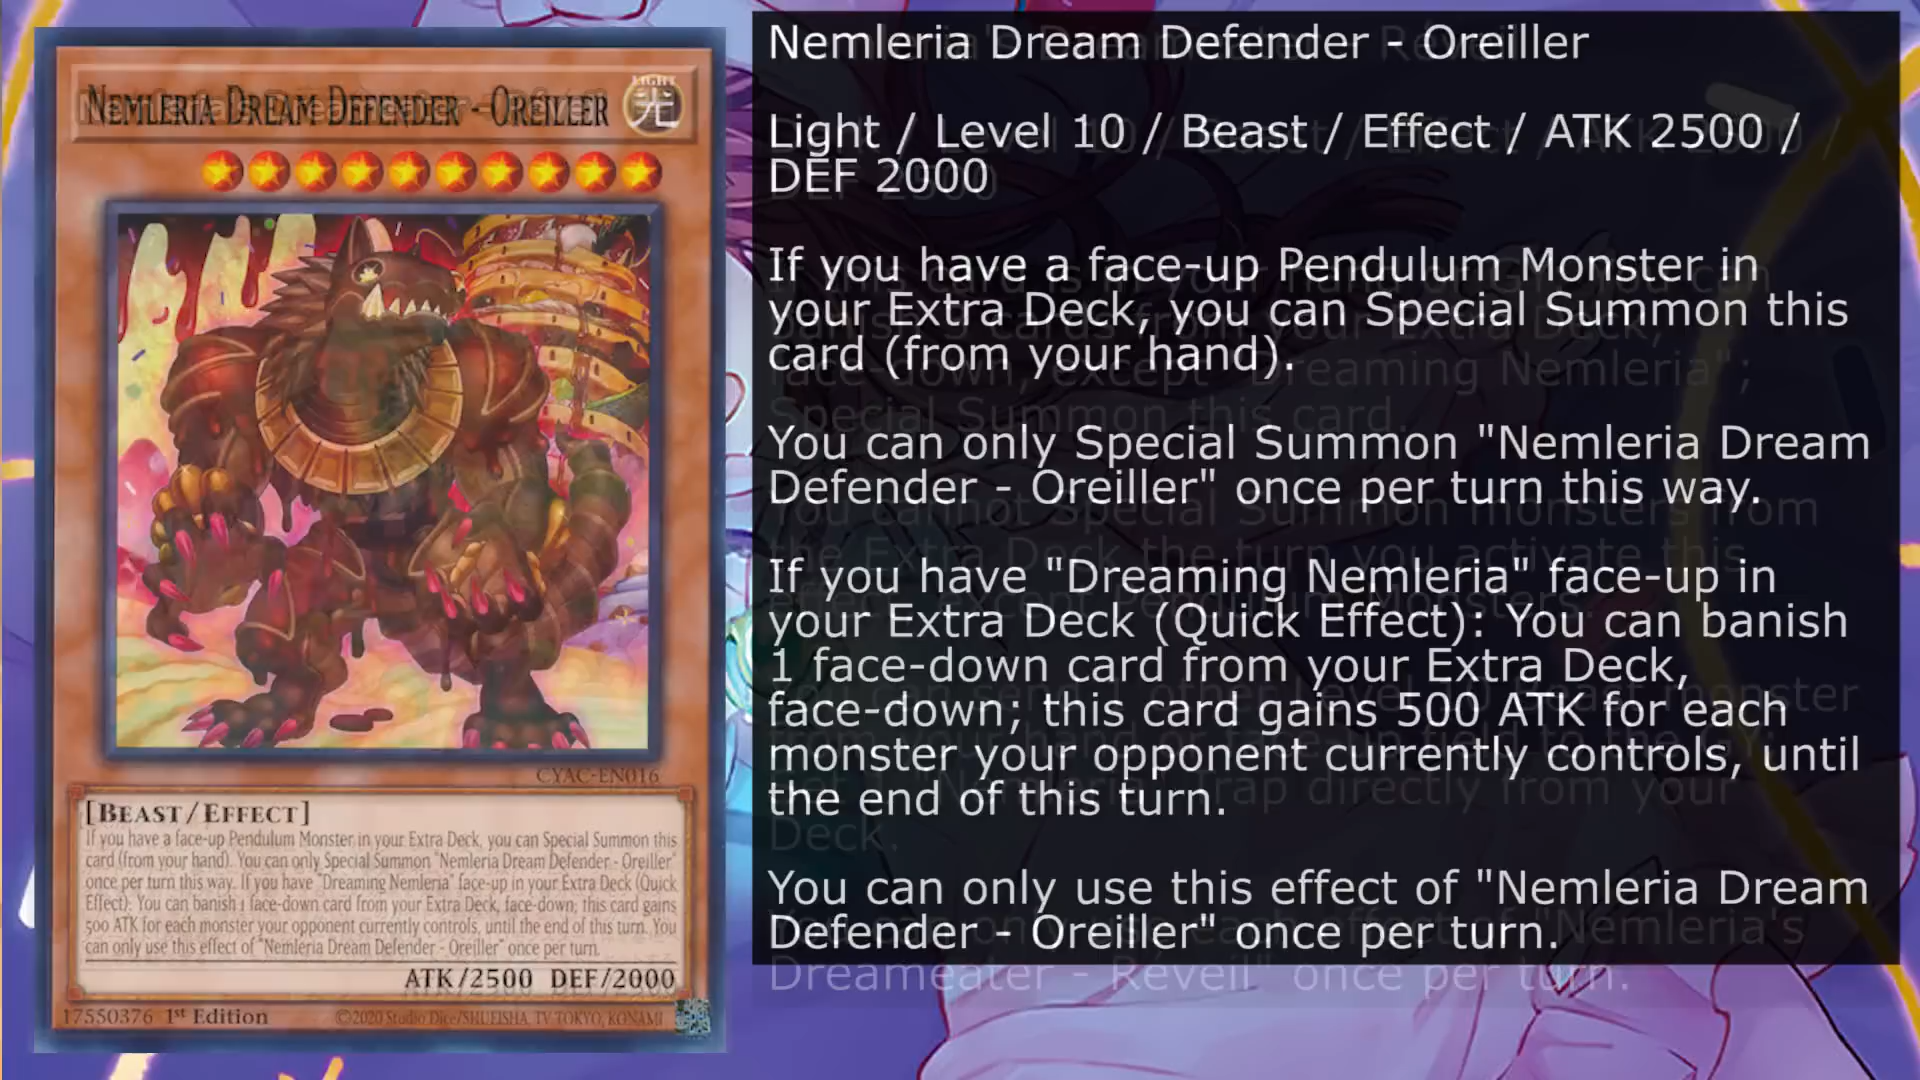 NEMLERIA DREAM DEFENDER - OREILLER
LIGHT
光
CYAC-EN016
[BEAST/EFFECT]
If you have a face-up Pendulum Monster in your Extra Deck, you can Special Summon this
card (from your hand). You can only Special Summon "Nemleria Dream Defender - Oreiller"
once per turn this way. If you have "Dreaming Nemleria" face-up in your Extra Deck (Quick
Effect): You can banish 1 face-down card from your Extra Deck, face-down; this card gains
500 ATK for each monster your opponent currently controls, until the end of this turn. You
can only use this effect of "Nemleria Dream Defender - Oreiller" once per turn.
ATK/2500 DEF/2000
17550376 1st Edition
©2020 Studio Dice/SHUEISHA, TV TOKYO, KONAMI
Nemleria Dream Defender - Oreiller
Light / Level 10 / Beast / Effect / ATK 2500 /
DEF 2000
If you have a face-up Pendulum Monster in
your Extra Deck, you can Special Summon this
card (from your hand).
You can only Special Summon "Nemleria Dream
Defender - Oreiller" once per turn this way.
If you have "Dreaming Nemleria" face-up in
your Extra Deck (Quick Effect): You can banish
1 face-down card from your Extra Deck,
face-down; this card gains 500 ATK for each
monster your opponent currently controls, until
the end of this turn.
You can only use this effect of "Nemleria Dream
Defender - Oreiller" once per turn.
Dreameater - Réveil" once per turn.